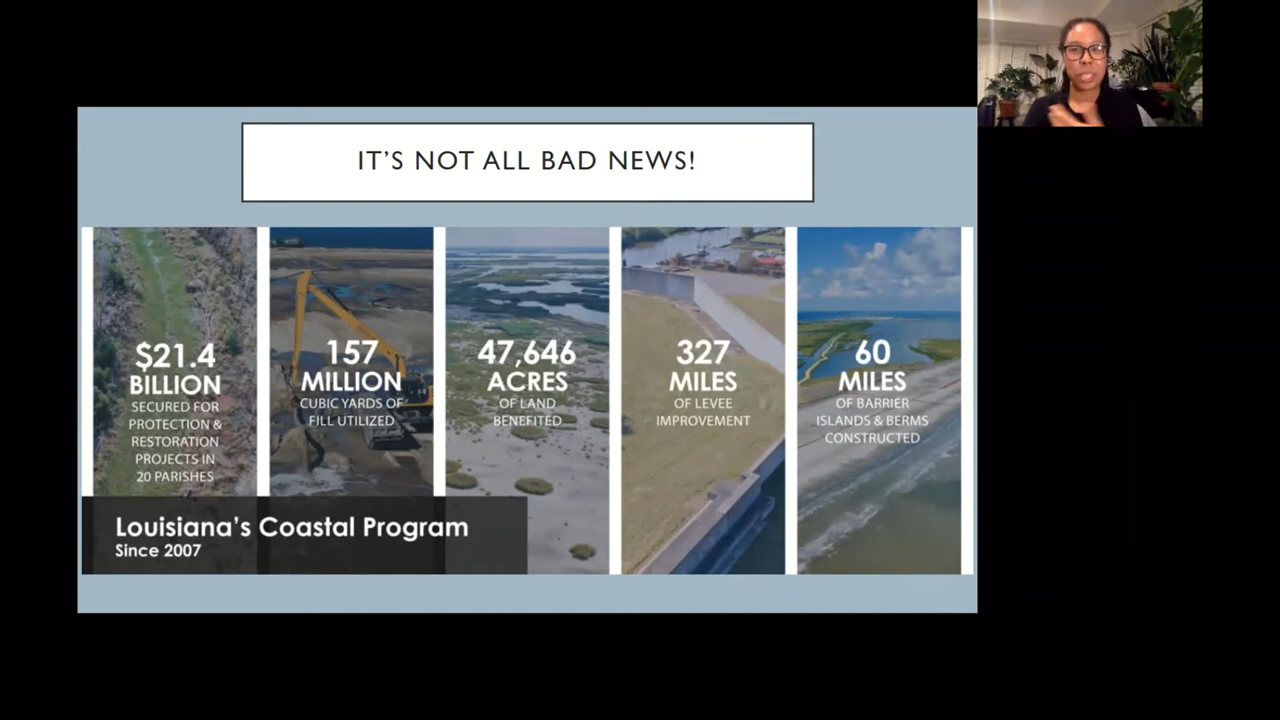 IT'S NOT ALL BAD NEWS!
$21.4
BILLION
SECURED FOR
PROTECTION &
RESTORATION
PROJECTS IN
20 PARISHES
157
MILLION
CUBIC YARDS OF
FILL UTILIZED
47,646
ACRES
OF LAND
BENEFITED
327
MILES
OF LEVEE
IMPROVEMENT
60
MILES
OF BARRIER
ISLANDS & BERMS
CONSTRUCTED
Louisiana's Coastal Program
Since 2007